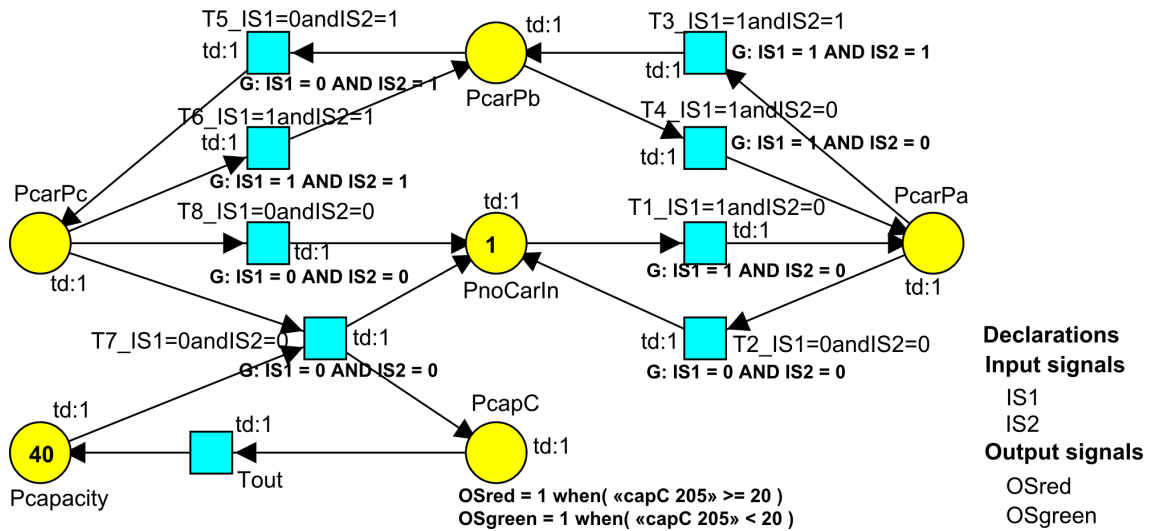 T5_IS1=0andIS2=1
td:1
G: IS1 = 0 AND IS2 = 1
td:1
PcarPb
T3_IS1=1andIS2=1
G: IS1 = 1 AND IS2 = 1
td:1
T6_IS1=1andIS2=1
td:1
G: IS1 = 1 AND IS2 = 1
T4_IS1=1andIS2=0
G: IS1 = 1 AND IS2 = 0
td:1
PcarPc
td:1
T8_IS1=0andIS2=0
td:1
G: IS1 = 0 AND IS2 = 0
td:1
1
PnoCarIn
T1_IS1=1andIS2=0
td:1
G: IS1 = 1 AND IS2 = 0
PcarPa
td:1
T7_IS1=0andIS2=0
td:1
G: IS1 = 0 AND IS2 = 0
td:1
T2_IS1=0andIS2=0
G: IS1 = 0 AND IS2 = 0
td:1
40
Pcapacity
td:1
Tout
PcapC
td:1
OSred = 1 when( «capC 205» >= 20 )
OSgreen = 1 when( «capC 205» < 20 )
Declarations
Input signals
IS1
IS2
Output signals
OSred
OSgreen